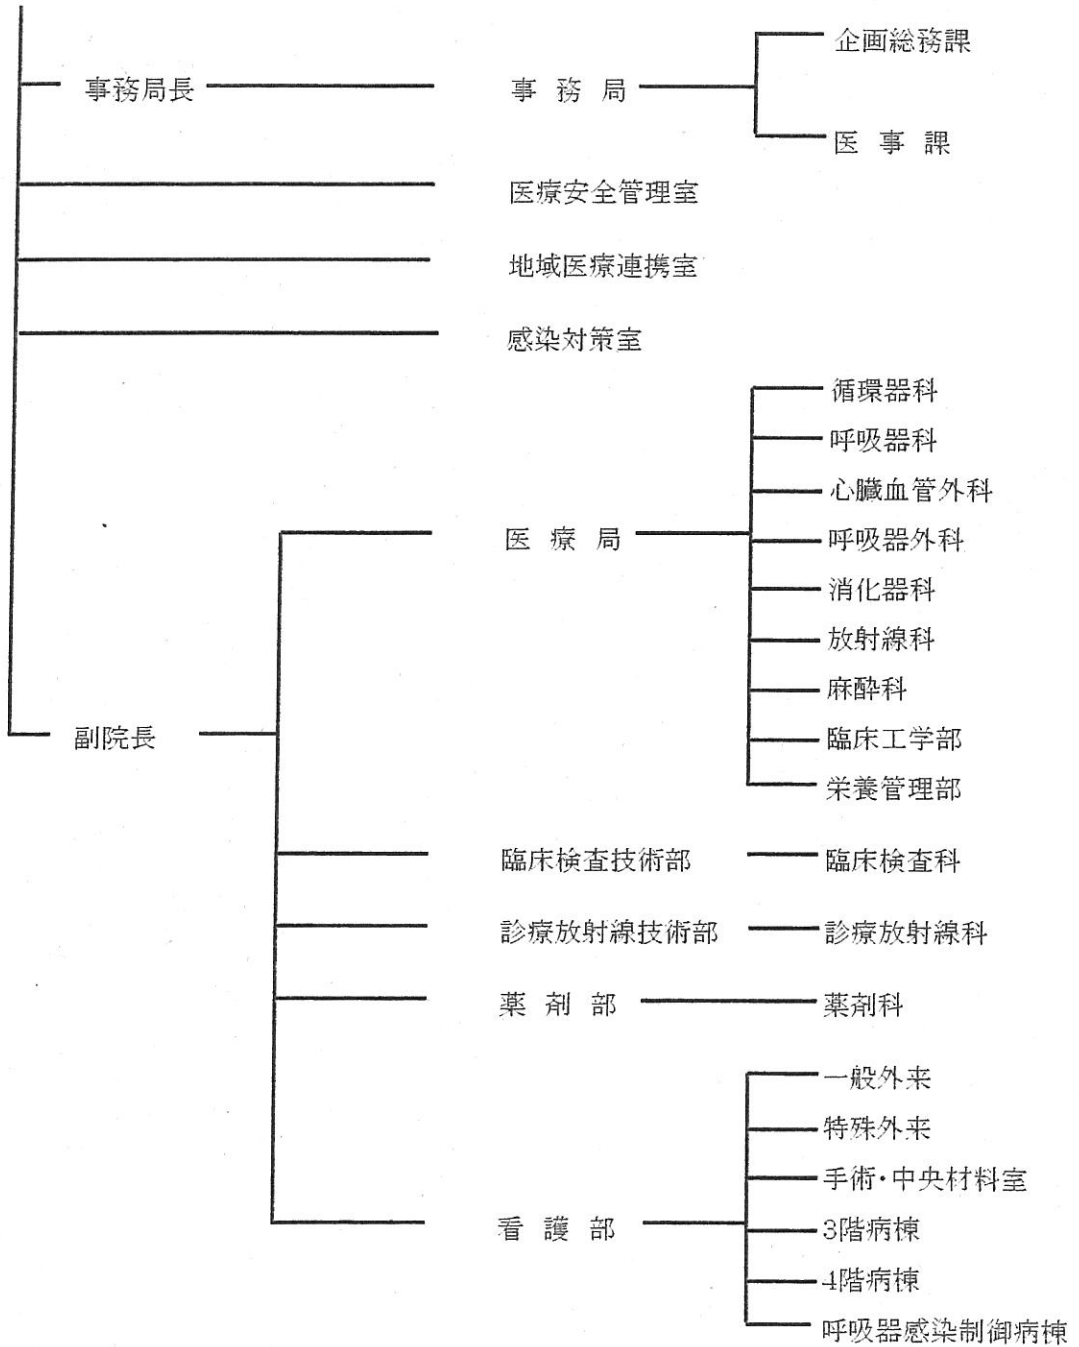 企画総務課
事務局長 事務局
医事課
医療安全管理室
地域医療連携室
感染対策室
循環器科
呼吸器科
心臓血管外科
医療局 呼吸器外科
消化器科
放射線科
麻酔科
副院長 臨床工学部
栄養管理部
臨床検査技術部 臨床検査科
診療放射線技術部 診療放射線科
薬剤部 薬剤科
一般外来
特殊外来
手術・中央材料室
看護部 3階病棟
4階病棟
呼吸器感染制御病棟